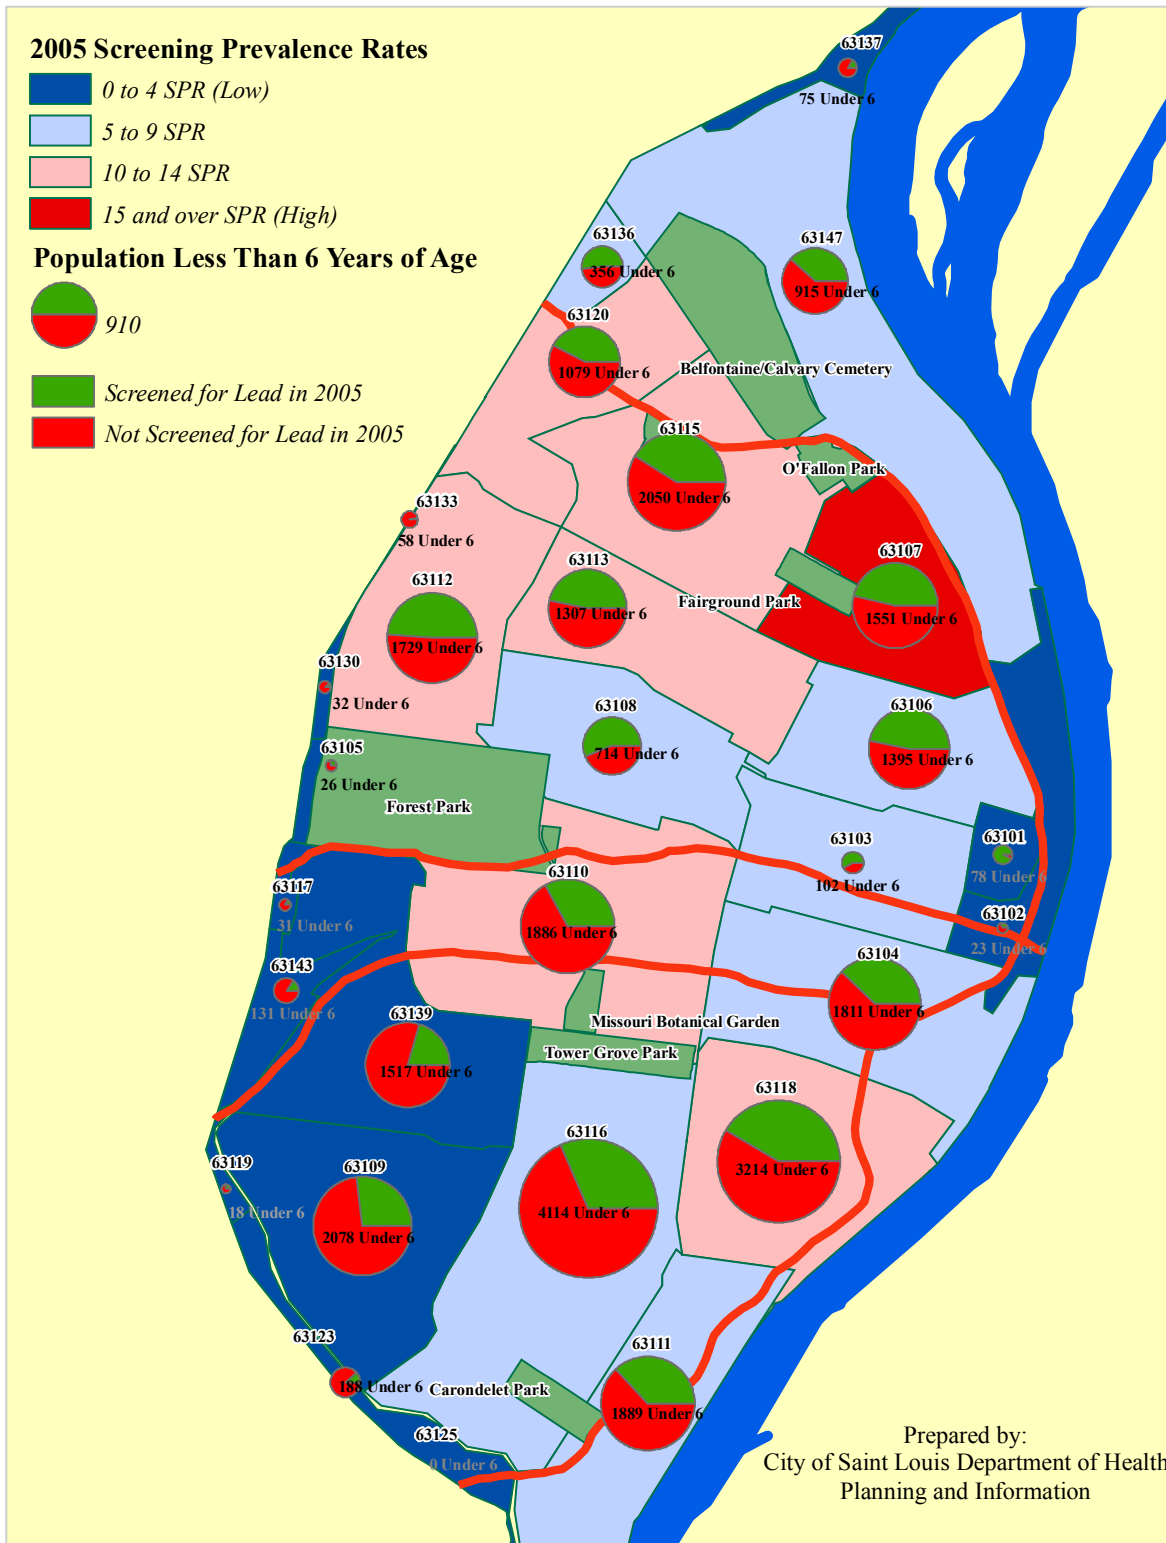 2005 Screening Prevalence Rates
0 to 4 SPR (Low)
5 to 9 SPR
10 to 14 SPR
15 and over SPR (High)
Population Less Than 6 Years of Age
910
Screened for Lead in 2005
Not Screened for Lead in 2005
63137
75 Under 6
63136
356 Under 6
63147
915 Under 6
63120
1079 Under 6
Belfontaine/Calvary Cemetery
63115
2050 Under 6
O'Fallon Park
63133
58 Under 6
63107
1551 Under 6
63113
1307 Under 6
Fairground Park
63112
1729 Under 6
63130
32 Under 6
63108
714 Under 6
63106
1395 Under 6
63105
26 Under 6
Forest Park
63103
102 Under 6
63101
78 Under 6
63110
1886 Under 6
63117
31 Under 6
63102
23 Under 6
63143
131 Under 6
63104
1811 Under 6
63139
1517 Under 6
Missouri Botanical Garden
Tower Grove Park
63118
3214 Under 6
63116
4114 Under 6
63119
18 Under 6
63109
2078 Under 6
63123
188 Under 6
63111
1889 Under 6
Carondelet Park
63125
0 Under 6
Prepared by:
City of Saint Louis Department of Health
Planning and Information